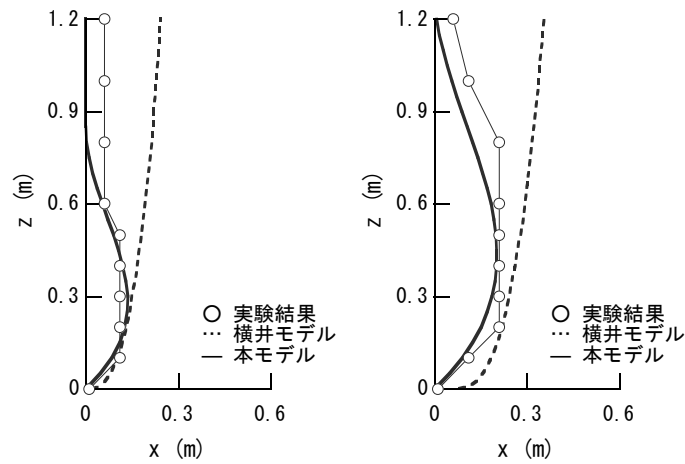 1.2
0.9
0.6
0.3
0
z (m)
○ 実験結果
… 横井モデル
— 本モデル
0 0.3 0.6
x (m)
1.2
0.9
0.6
0.3
0
z (m)
○ 実験結果
… 横井モデル
— 本モデル
0 0.3 0.6
x (m)